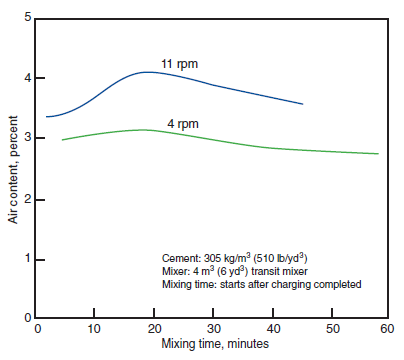 5
11 rpm
4
4 rpm
3
Air content, percent
2
1
Cement: 305 kg/m³ (510 lb/yd³)
Mixer: 4 m³ (6 yd³) transit mixer
Mixing time: starts after charging completed
0
0 10 20 30 40 50 60
Mixing time, minutes